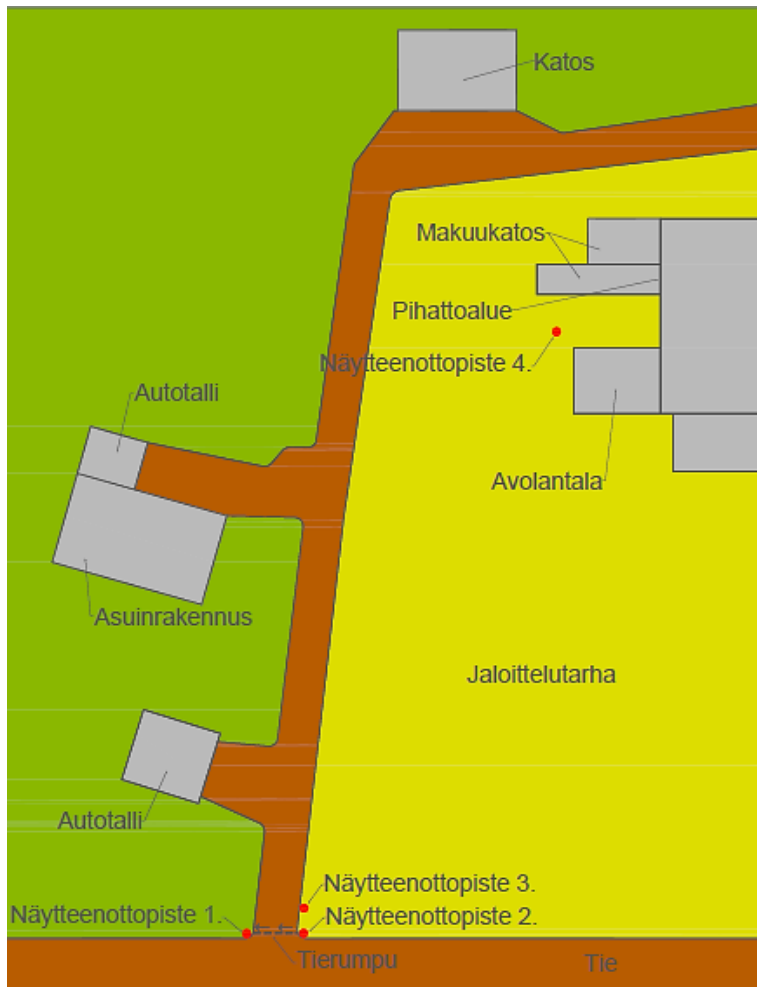 Katos
Makuukatos
Pihattoalue
Näytteenottopiste 4.
Autotalli
Avolantala
Asuinrakennus
Jaloittelutarha
Autotalli
Näytteenottopiste 3.
Näytteenottopiste 1.
Näytteenottopiste 2.
Tierumpu
Tie